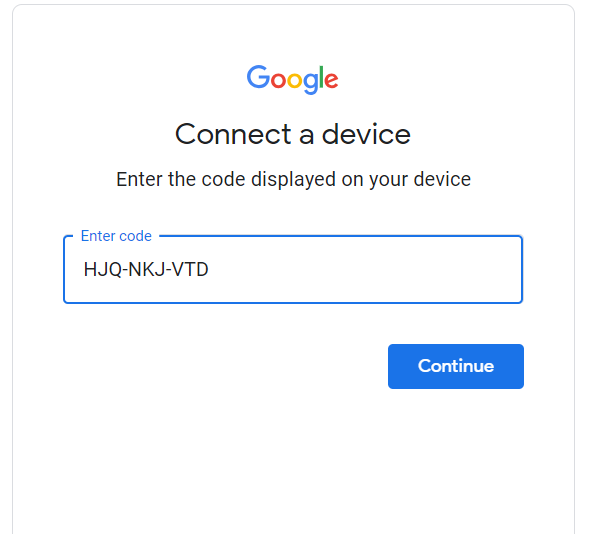 Google
Connect a device
Enter the code displayed on your device
Enter code
HJQ-NKJ-VTD
Continue